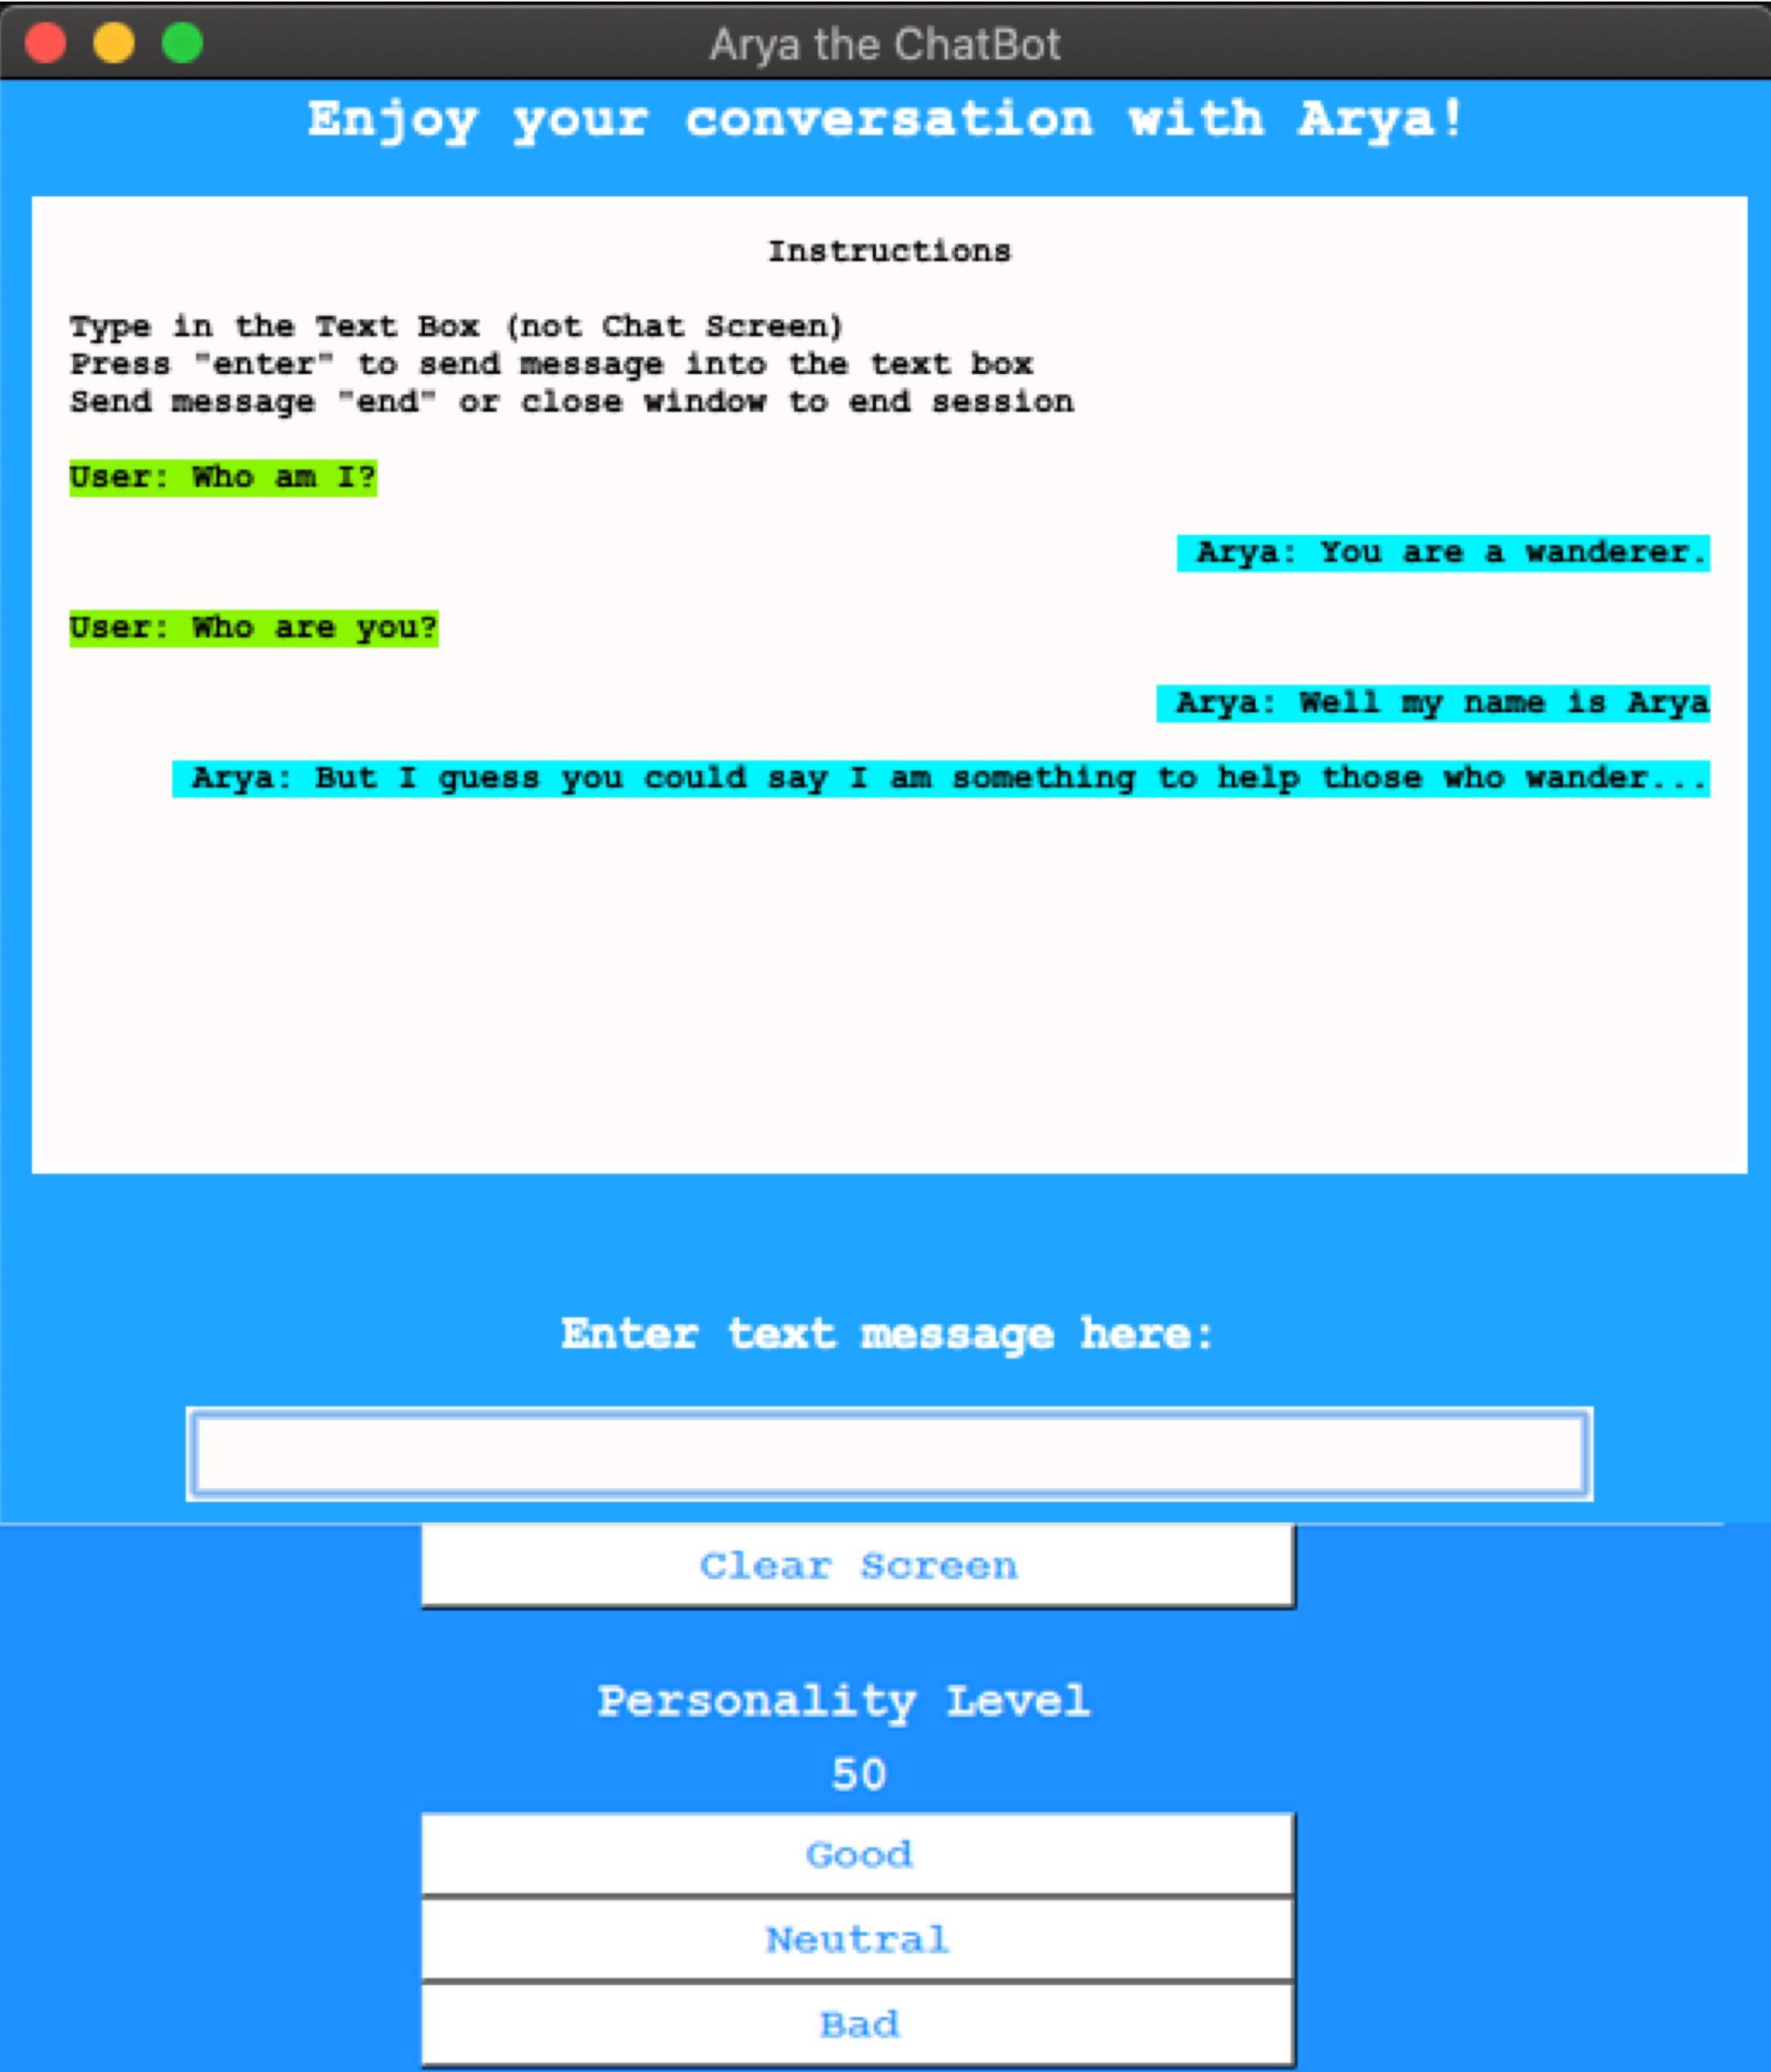 Arya the ChatBot
Enjoy your conversation with Arya!
Instructions
Type in the Text Box (not Chat Screen)
Press "enter" to send message into the text box
Send message "end" or close window to end session
User: Who am I?
Arya: You are a wanderer.
User: Who are you?
Arya: Well my name is Arya
Arya: But I guess you could say I am something to help those who wander...
Enter text message here:
Clear Screen
Personality Level
50
Good
Neutral
Bad